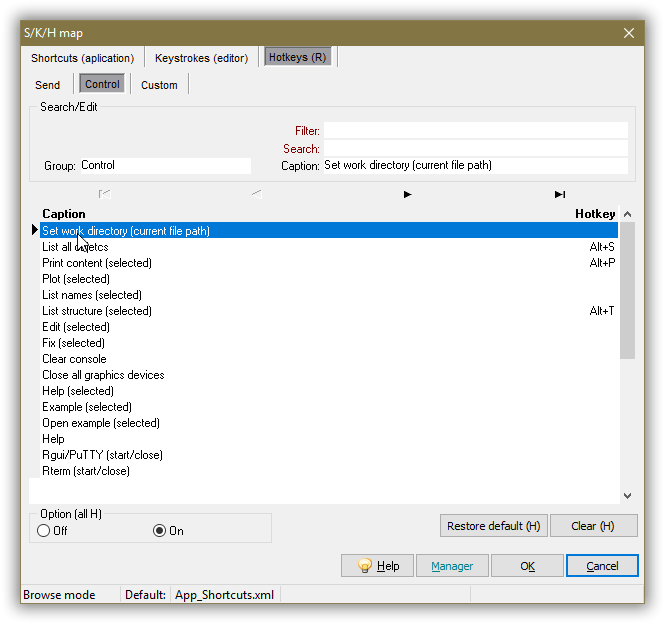 S/K/H map
Shortcuts (aplication) Keystrokes (editor) Hotkeys (R)
Send Control Custom
Search/Edit
Filter:
Search:
Group: Control Caption: Set work directory (current file path)
Caption Hotkey
Set work directory (current file path)
List all Alt+S
Print content (selected) Alt+P
Plot (selected)
List names (selected)
List structure (selected) Alt+T
Edit (selected)
Fix (selected)
Clear console
Close all graphics devices
Help (selected)
Example (selected)
Open example (selected)
Help
Rgui/PuTTY (start/close)
Rterm (start/close)
Option (all H)
Off On
Restore default (H) Clear (H)
Help Manager OK Cancel
Browse mode Default: App_Shortcuts.xml